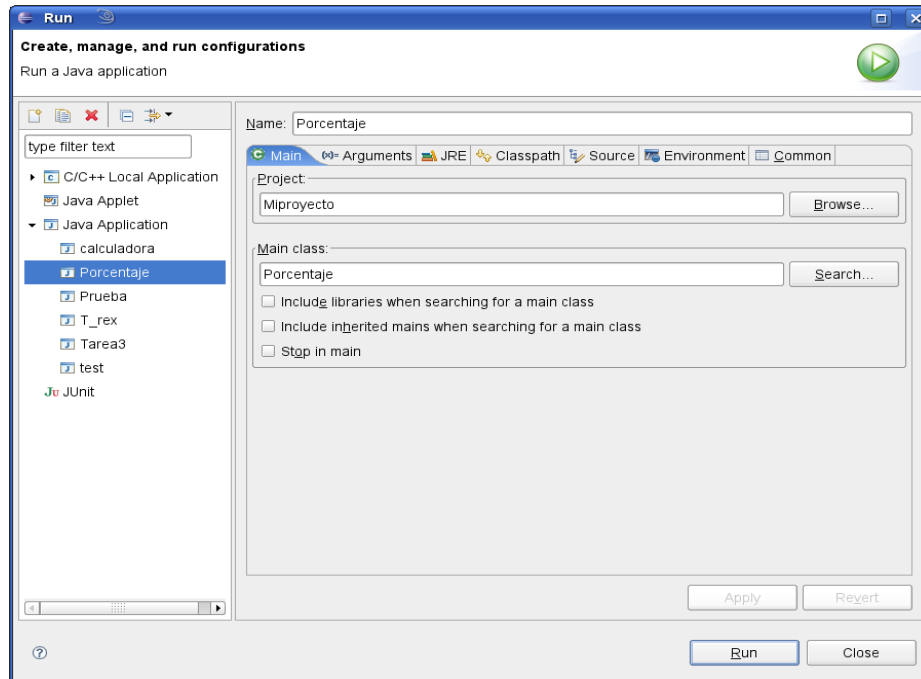 Run
Create, manage, and run configurations
Run a Java application
type filter text
C/C++ Local Application
Java Applet
Java Application
calculadora
Porcentaje
Prueba
T_rex
Tarea3
test
Ju JUnit
Name: Porcentaje
Main (x)= Arguments JRE Classpath Source Environment Common
Project:
Miproyecto Browse...
Main class:
Porcentaje Search...
Include libraries when searching for a main class
Include inherited mains when searching for a main class
Stop in main
Apply Revert
? Run Close